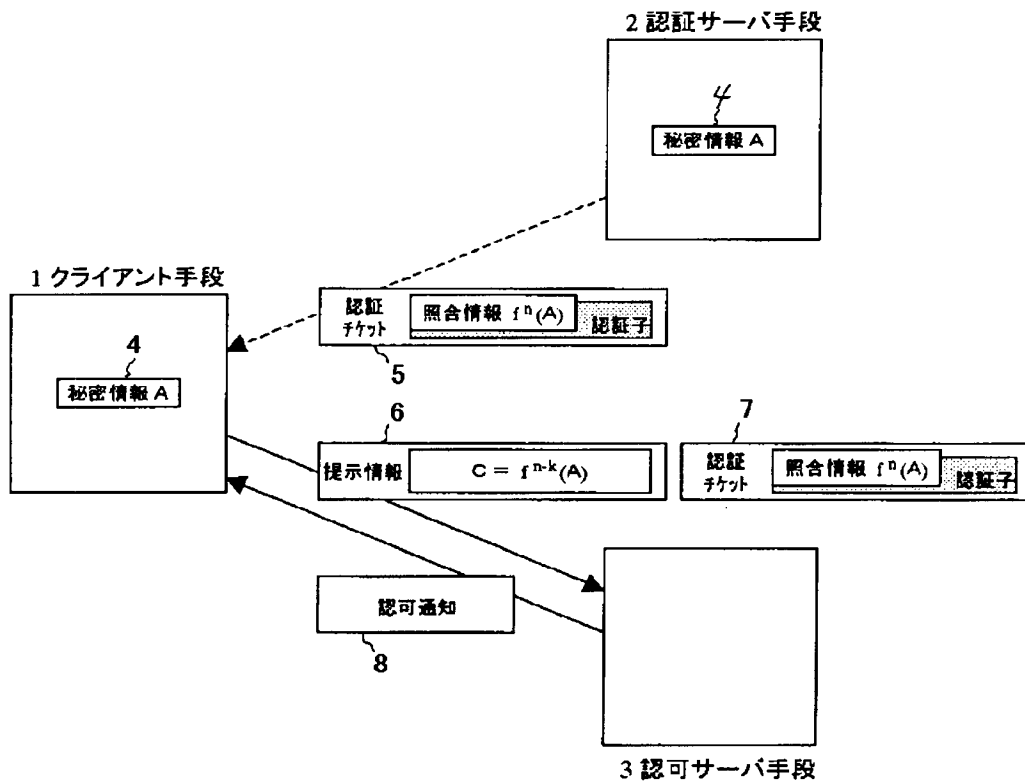 2 認証サーバ手段
4
秘密情報 A
1 クライアント手段
4
秘密情報 A
認証
チケット
照合情報 fⁿ(A)
認証子
5
6
提示情報
C = fⁿ⁻ᵏ(A)
7
認証
チケット
照合情報 fⁿ(A)
認証子
認可通知
8
3 認可サーバ手段